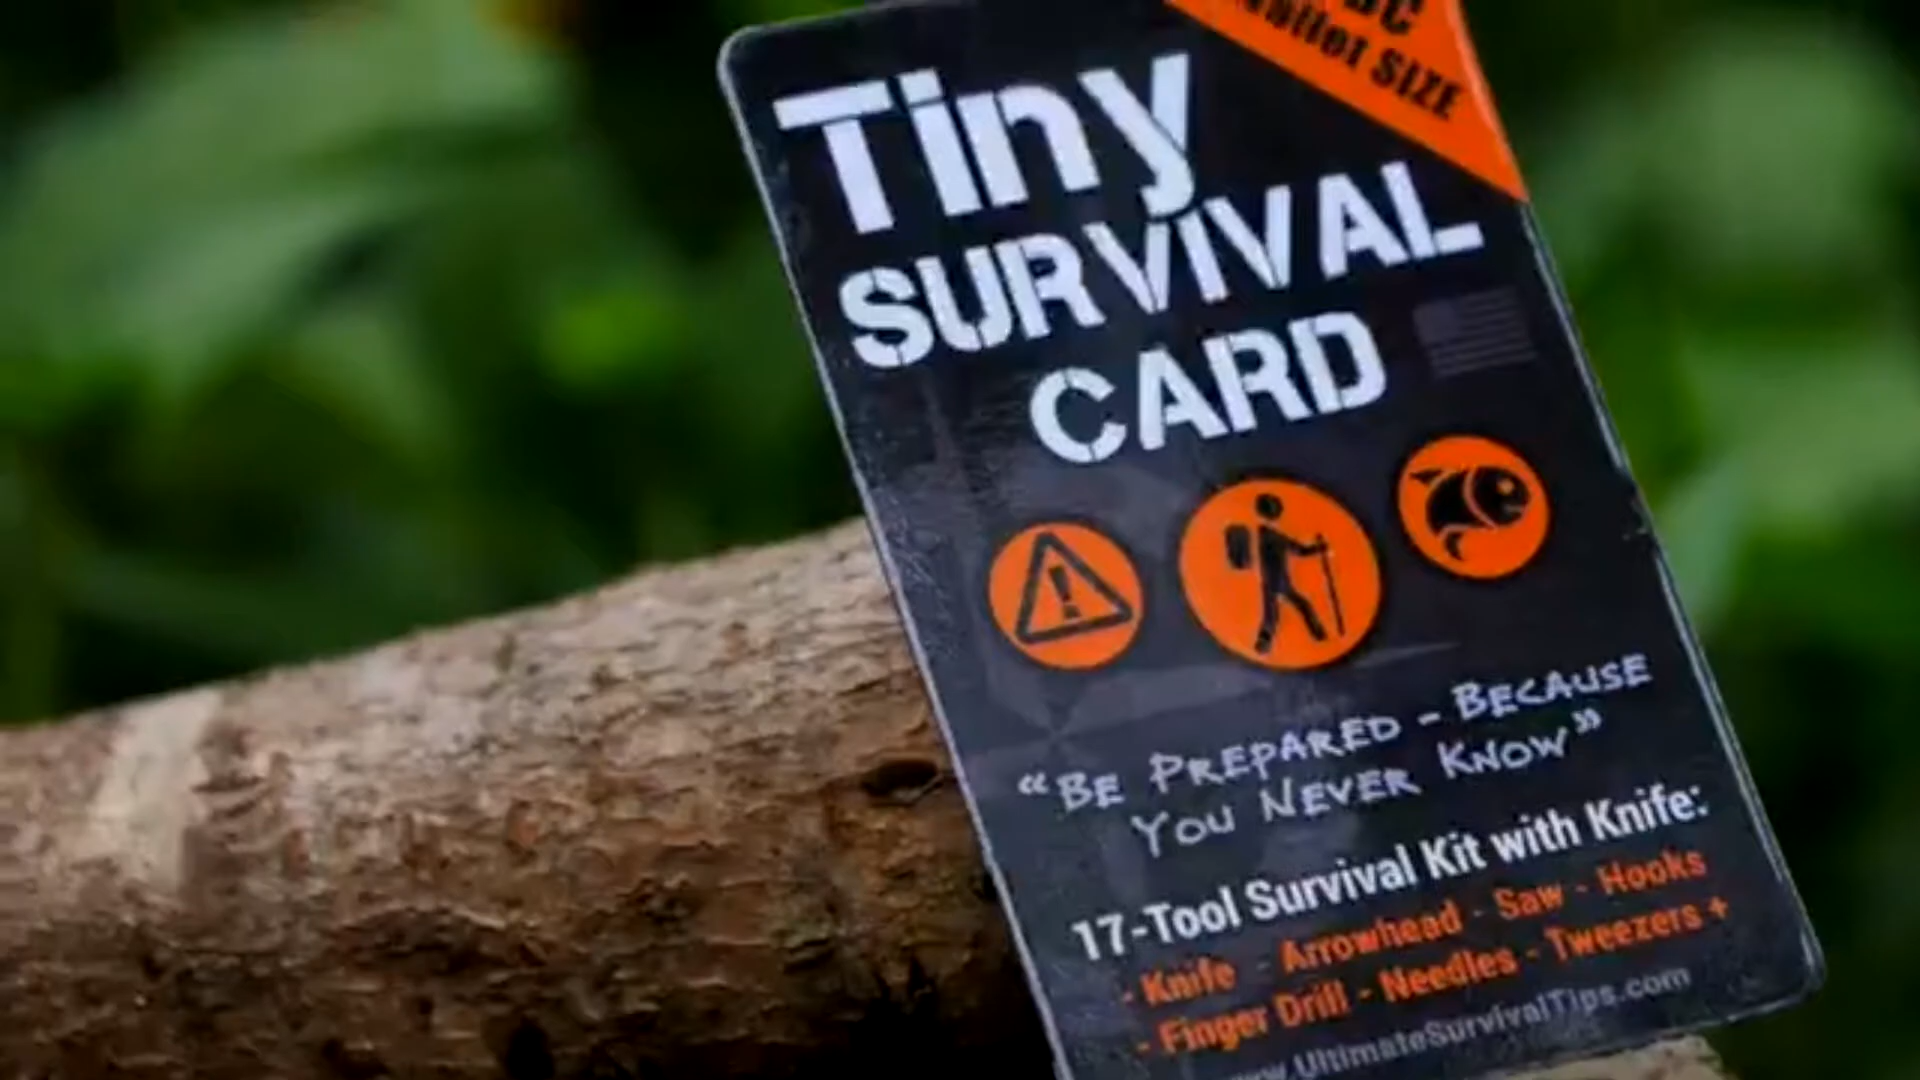 SIZE
Tiny
SURVIVAL
CARD
“BE PREPARED - BECAUSE
YOU NEVER KNOW”
17-Tool Survival Kit with Knife:
- Knife - Arrowhead - Saw - Hooks
- Finger Drill - Needles - Tweezers +
www.UltimateSurvivalTips.com